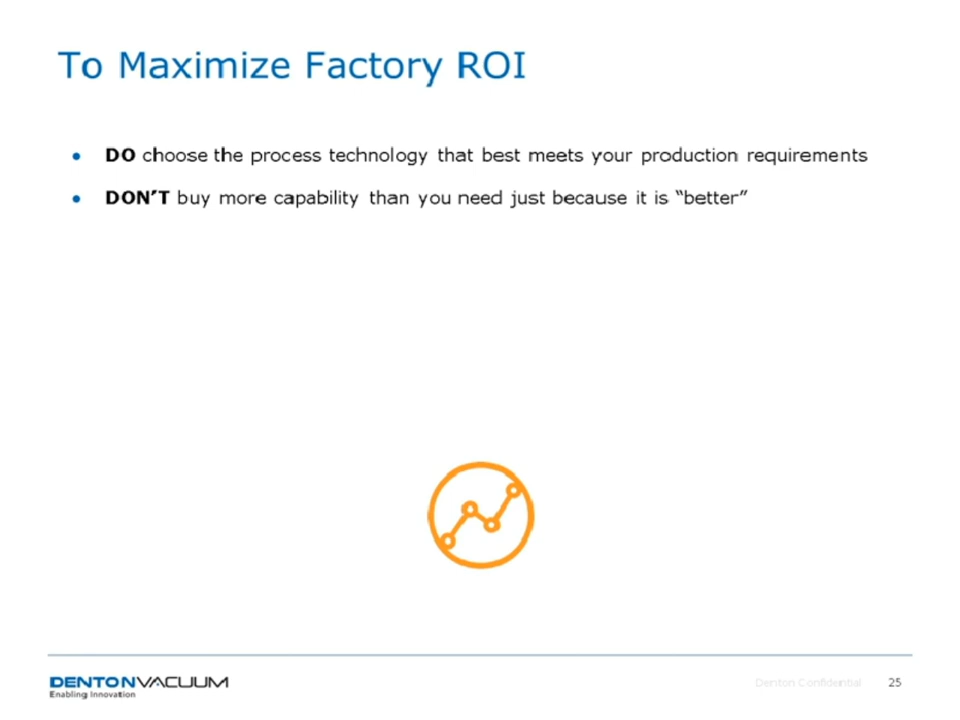 To Maximize Factory ROI
DO choose the process technology that best meets your production requirements
DON’T buy more capability than you need just because it is “better”
DENTONVACUUM
Enabling Innovation
Denton Confidential
25